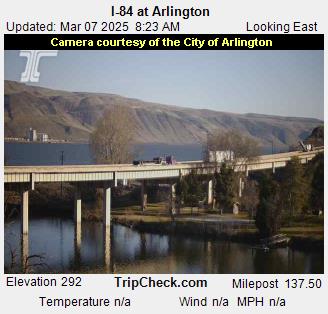 I-84 at Arlington
Updated: Mar 07 2025 8:23 AM Looking East
Camera courtesy of the City of Arlington
Elevation 292 TripCheck.com Milepost 137.50
Temperature n/a Wind n/a MPH n/a